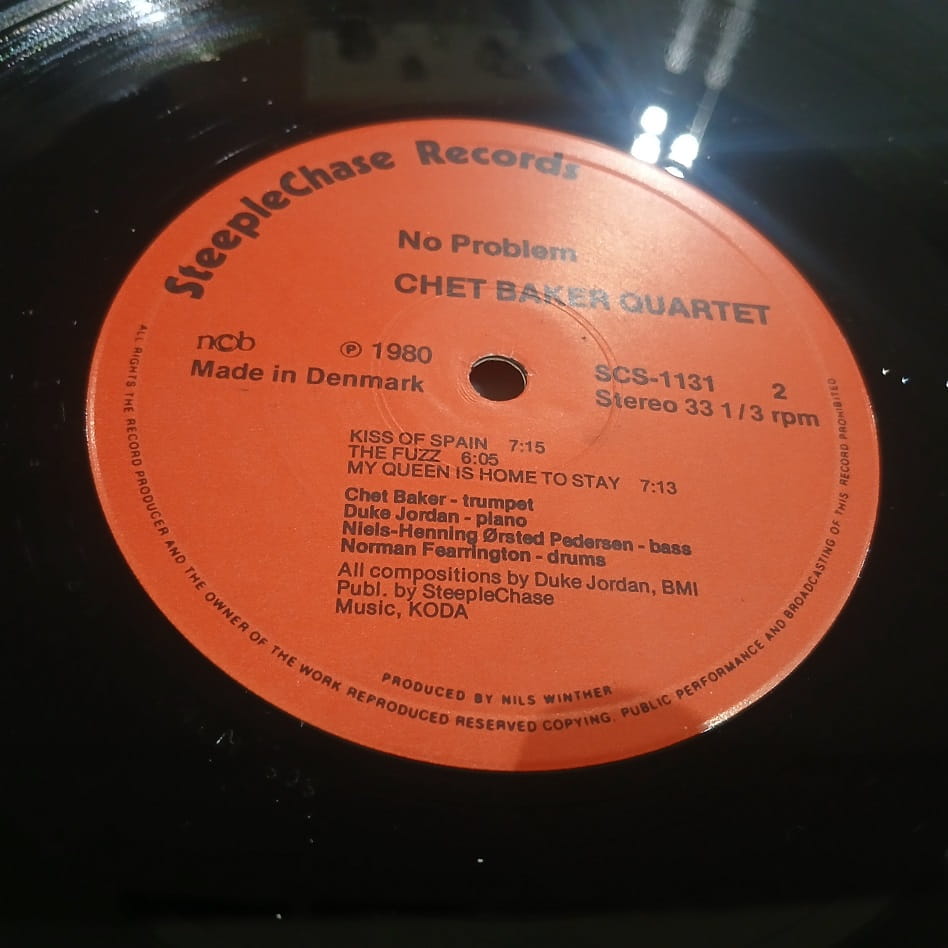 SteepleChase Records
No Problem
CHET BAKER QUARTET
ncb
℗ 1980
Made in Denmark
SCS-1131 2
Stereo 33 1/3 rpm
KISS OF SPAIN 7:15
THE FUZZ 6:05
MY QUEEN IS HOME TO STAY 7:13
Chet Baker - trumpet
Duke Jordan - piano
Niels-Henning Ørsted Pedersen - bass
Norman Fearrington - drums
All compositions by Duke Jordan, BMI
Publ. by SteepleChase
Music, KODA
PRODUCED BY NILS WINTHER
ALL RIGHTS THE RECORD PRODUCER AND THE OWNER OF THE WORK REPRODUCED RESERVED COPYING, PUBLIC PERFORMANCE AND BROADCASTING OF THIS RECORD PROHIBITED